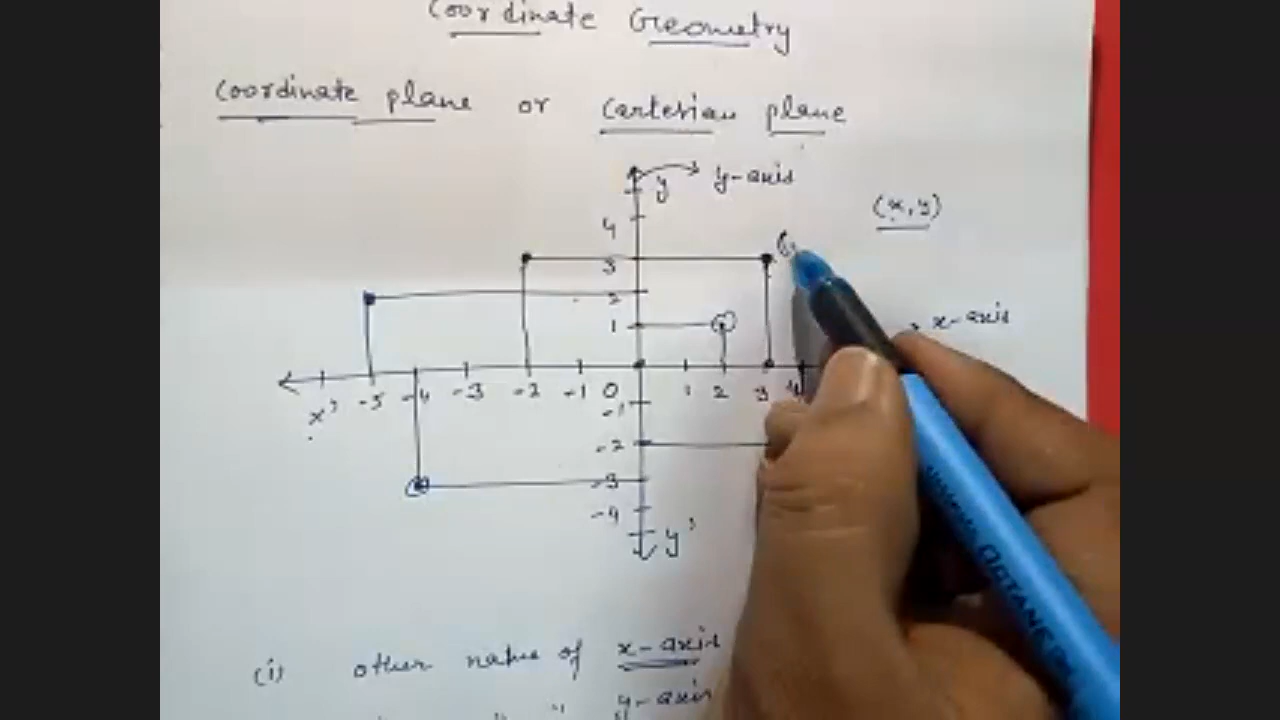 Coordinate Geometry
Coordinate plane or Cartesian plane
y y-axis
(x, y)
4
3
2
1
x-axis
x' -5 -4 -3 -2 -1 0 1 2 3 4
-1
-2
-3
-4
y'
(i) other name of x-axis
y-axis
OCTANE